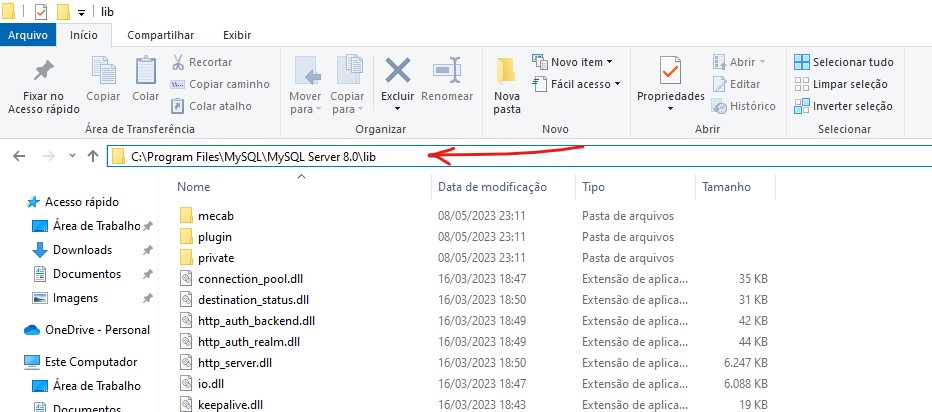 lib
Arquivo Início Compartilhar Exibir
Fixar no
Acesso rápido
Copiar
Colar
Recortar
Copiar caminho
Colar atalho
Área de Transferência
Mover
para
Copiar
para
Excluir
Renomear
Organizar
Nova
pasta
Novo item
Fácil acesso
Novo
Propriedades
Abrir
Editar
Histórico
Abrir
Selecionar tudo
Limpar seleção
Inverter seleção
Selecionar
C:\Program Files\MySQL\MySQL Server 8.0\lib
Acesso rápido
Área de Trabalho
Downloads
Documentos
Imagens
OneDrive - Personal
Este Computador
Área de Trabalho
Documentos
Nome Data de modificação Tipo Tamanho
mecab 08/05/2023 23:11 Pasta de arquivos
plugin 08/05/2023 23:11 Pasta de arquivos
private 08/05/2023 23:11 Pasta de arquivos
connection_pool.dll 16/03/2023 18:47 Extensão de aplica... 35 KB
destination_status.dll 16/03/2023 18:50 Extensão de aplica... 31 KB
http_auth_backend.dll 16/03/2023 18:49 Extensão de aplica... 42 KB
http_auth_realm.dll 16/03/2023 18:49 Extensão de aplica... 44 KB
http_server.dll 16/03/2023 18:50 Extensão de aplica... 6.247 KB
io.dll 16/03/2023 18:47 Extensão de aplica... 6.088 KB
keepalive.dll 16/03/2023 18:43 Extensão de aplica... 19 KB